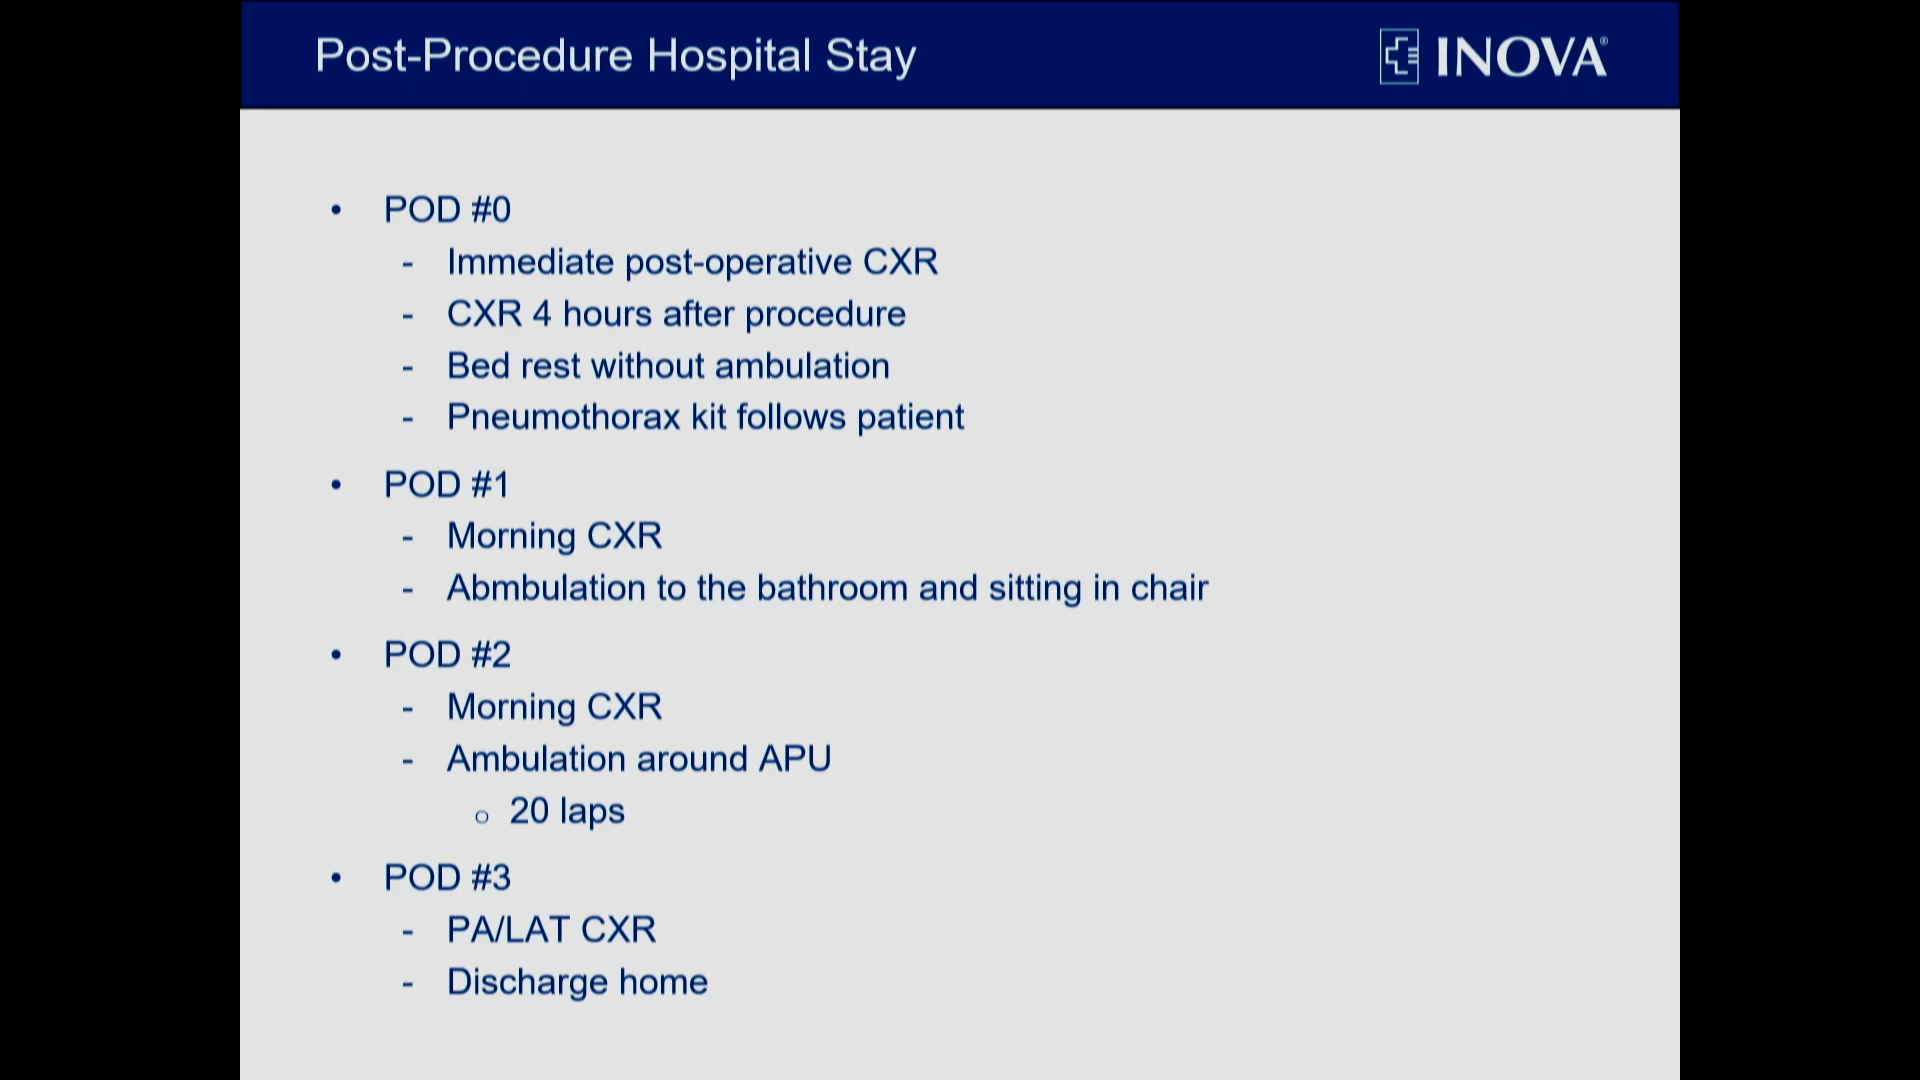 Post-Procedure Hospital Stay
INOVA®
• POD #0
- Immediate post-operative CXR
- CXR 4 hours after procedure
- Bed rest without ambulation
- Pneumothorax kit follows patient
• POD #1
- Morning CXR
- Abmbulation to the bathroom and sitting in chair
• POD #2
- Morning CXR
- Ambulation around APU
○ 20 laps
• POD #3
- PA/LAT CXR
- Discharge home